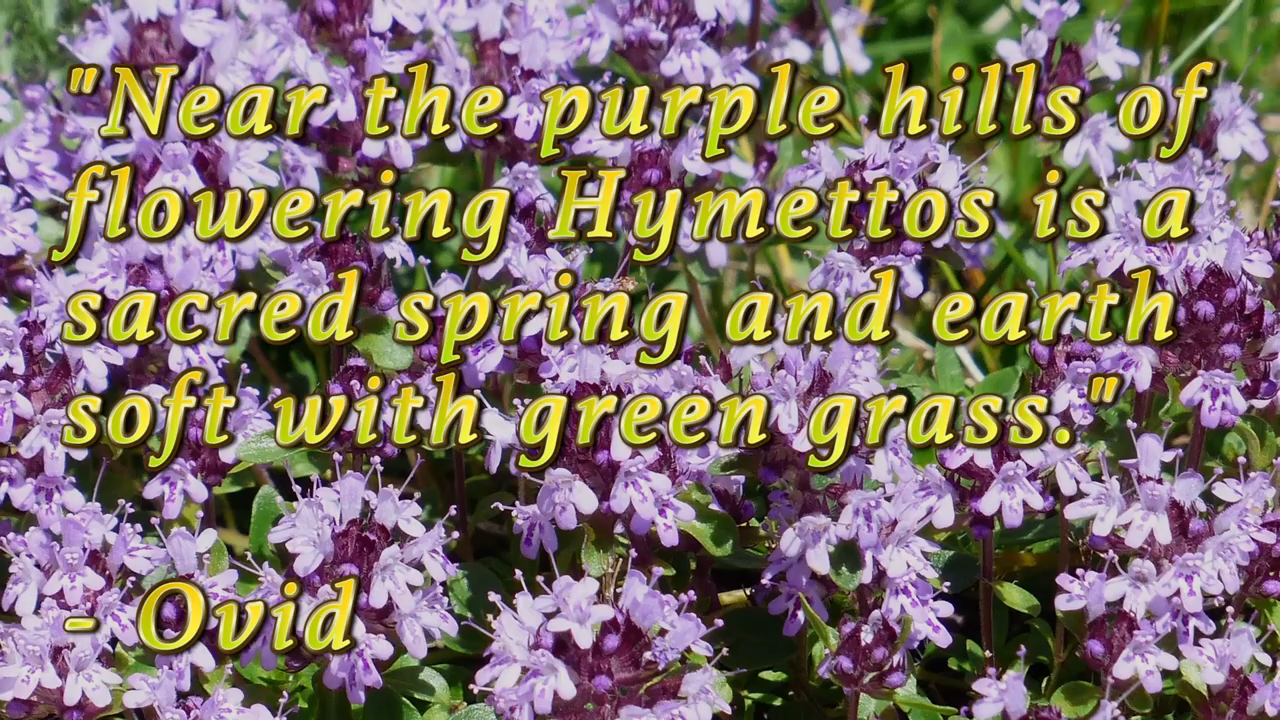 "Near the purple hills of
flowering Hymettos is a
sacred spring and earth
soft with green grass."
- Ovid